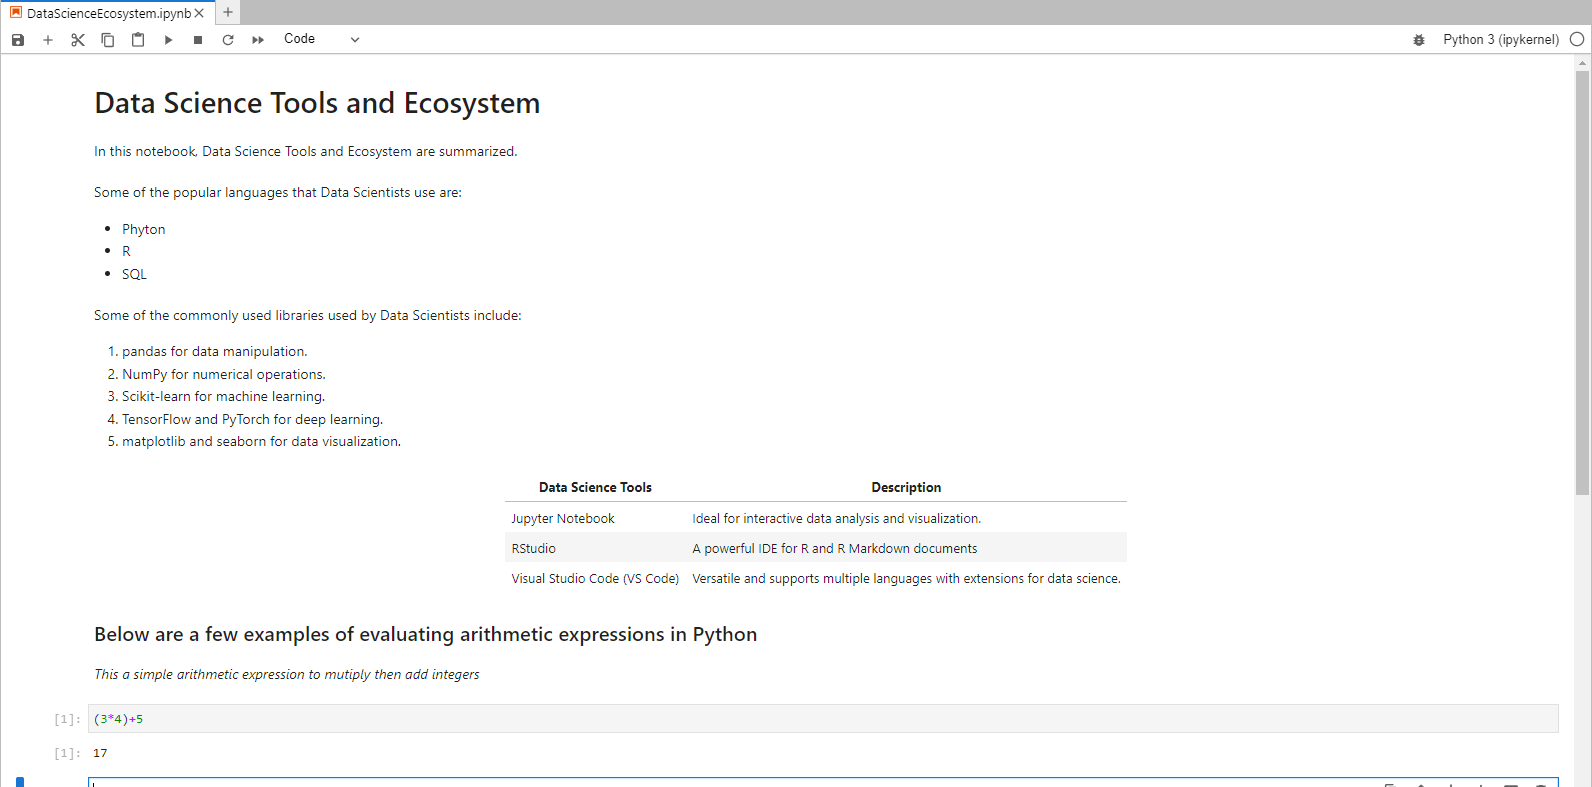 DataScienceEcosystem.ipynb
Code
Python 3 (ipykernel)
Data Science Tools and Ecosystem
In this notebook, Data Science Tools and Ecosystem are summarized.
Some of the popular languages that Data Scientists use are:
• Phyton
• R
• SQL
Some of the commonly used libraries used by Data Scientists include:
1. pandas for data manipulation.
2. NumPy for numerical operations.
3. Scikit-learn for machine learning.
4. TensorFlow and PyTorch for deep learning.
5. matplotlib and seaborn for data visualization.
Data Science Tools Description
Jupyter Notebook Ideal for interactive data analysis and visualization.
RStudio A powerful IDE for R and R Markdown documents
Visual Studio Code (VS Code) Versatile and supports multiple languages with extensions for data science.
Below are a few examples of evaluating arithmetic expressions in Python
This a simple arithmetic expression to mutiply then add integers
[1]: (3*4)+5
[1]: 17